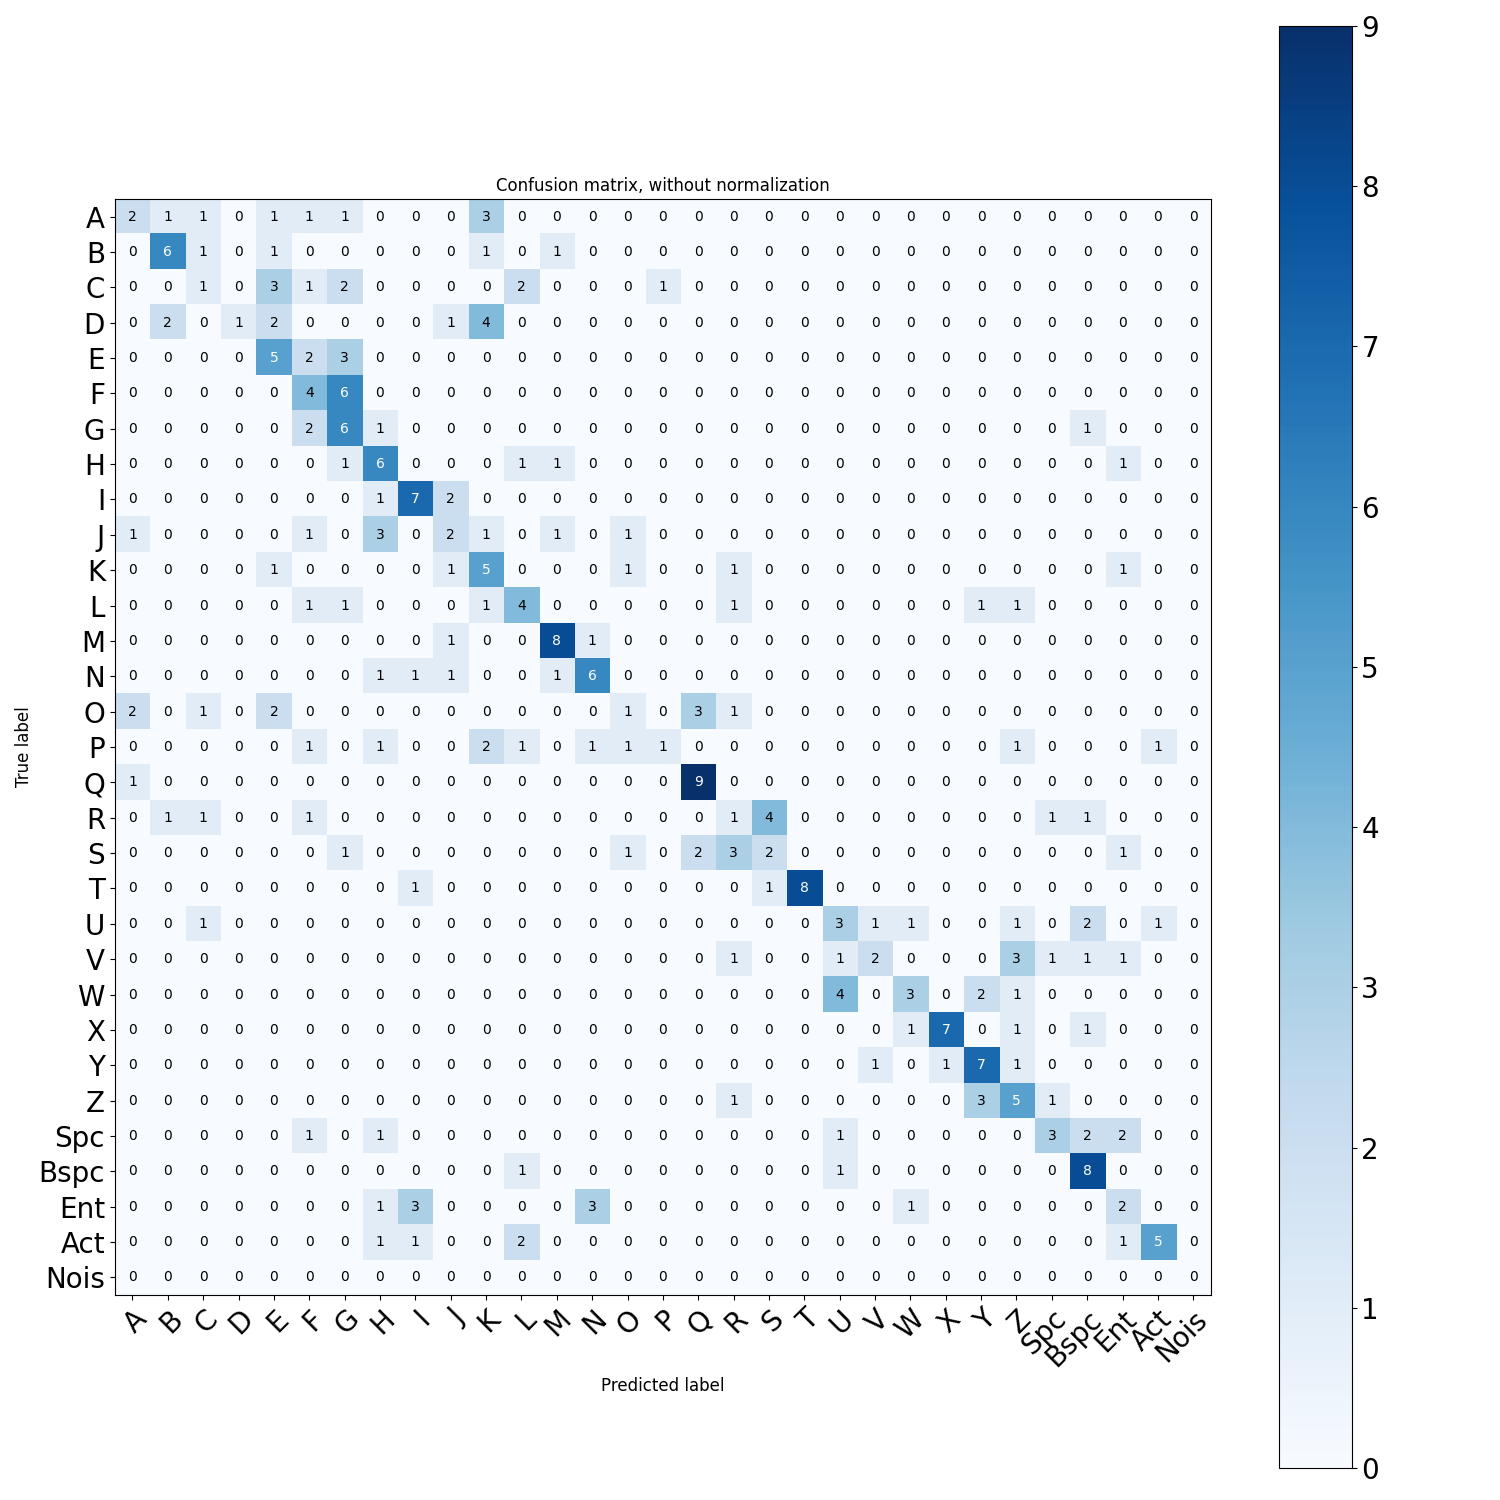 Confusion matrix, without normalization
A 2 1 1 0 1 1 1 0 0 0 3 0 0 0 0 0 0 0 0 0 0 0 0 0 0 0 0 0 0 0 0
B 0 6 1 0 1 0 0 0 0 0 1 0 1 0 0 0 0 0 0 0 0 0 0 0 0 0 0 0 0 0 0
C 0 0 1 0 3 1 2 0 0 0 0 2 0 0 0 1 0 0 0 0 0 0 0 0 0 0 0 0 0 0 0
D 0 2 0 1 2 0 0 0 0 1 4 0 0 0 0 0 0 0 0 0 0 0 0 0 0 0 0 0 0 0 0
E 0 0 0 0 5 2 3 0 0 0 0 0 0 0 0 0 0 0 0 0 0 0 0 0 0 0 0 0 0 0 0
F 0 0 0 0 0 4 6 0 0 0 0 0 0 0 0 0 0 0 0 0 0 0 0 0 0 0 0 0 0 0 0
G 0 0 0 0 0 2 6 1 0 0 0 0 0 0 0 0 0 0 0 0 0 0 0 0 0 0 0 1 0 0 0
H 0 0 0 0 0 0 1 6 0 0 0 1 1 0 0 0 0 0 0 0 0 0 0 0 0 0 0 0 1 0 0
I 0 0 0 0 0 0 0 1 7 2 0 0 0 0 0 0 0 0 0 0 0 0 0 0 0 0 0 0 0 0 0
J 1 0 0 0 0 1 0 3 0 2 1 0 1 0 1 0 0 0 0 0 0 0 0 0 0 0 0 0 0 0 0
K 0 0 0 0 1 0 0 0 0 1 5 0 0 0 1 0 0 1 0 0 0 0 0 0 0 0 0 0 1 0 0
L 0 0 0 0 0 1 1 0 0 0 1 4 0 0 0 0 0 1 0 0 0 0 0 0 1 1 0 0 0 0 0
M 0 0 0 0 0 0 0 0 0 1 0 0 8 1 0 0 0 0 0 0 0 0 0 0 0 0 0 0 0 0 0
N 0 0 0 0 0 0 0 1 1 1 0 0 1 6 0 0 0 0 0 0 0 0 0 0 0 0 0 0 0 0 0
O 2 0 1 0 2 0 0 0 0 0 0 0 0 0 1 0 3 1 0 0 0 0 0 0 0 0 0 0 0 0 0
P 0 0 0 0 0 1 0 1 0 0 2 1 0 1 1 1 0 0 0 0 0 0 0 0 0 1 0 0 0 1 0
Q 1 0 0 0 0 0 0 0 0 0 0 0 0 0 0 0 9 0 0 0 0 0 0 0 0 0 0 0 0 0 0
R 0 1 1 0 0 1 0 0 0 0 0 0 0 0 0 0 0 1 4 0 0 0 0 0 0 0 1 1 0 0 0
S 0 0 0 0 0 0 1 0 0 0 0 0 0 0 1 0 2 3 2 0 0 0 0 0 0 0 0 0 1 0 0
T 0 0 0 0 0 0 0 0 1 0 0 0 0 0 0 0 0 0 1 8 0 0 0 0 0 0 0 0 0 0 0
U 0 0 1 0 0 0 0 0 0 0 0 0 0 0 0 0 0 0 0 0 3 1 1 0 0 1 0 2 0 1 0
V 0 0 0 0 0 0 0 0 0 0 0 0 0 0 0 0 0 1 0 0 1 2 0 0 0 3 1 1 1 0 0
W 0 0 0 0 0 0 0 0 0 0 0 0 0 0 0 0 0 0 0 0 4 0 3 0 2 1 0 0 0 0 0
X 0 0 0 0 0 0 0 0 0 0 0 0 0 0 0 0 0 0 0 0 0 0 1 7 0 1 0 1 0 0 0
Y 0 0 0 0 0 0 0 0 0 0 0 0 0 0 0 0 0 0 0 0 0 1 0 1 7 1 0 0 0 0 0
Z 0 0 0 0 0 0 0 0 0 0 0 0 0 0 0 0 0 1 0 0 0 0 0 0 3 5 1 0 0 0 0
Spc 0 0 0 0 0 1 0 1 0 0 0 0 0 0 0 0 0 0 0 0 1 0 0 0 0 0 3 2 2 0 0
Bspc 0 0 0 0 0 0 0 0 0 0 0 1 0 0 0 0 0 0 0 0 1 0 0 0 0 0 0 8 0 0 0
Ent 0 0 0 0 0 0 0 1 3 0 0 0 0 3 0 0 0 0 0 0 0 0 1 0 0 0 0 0 2 0 0
Act 0 0 0 0 0 0 0 1 1 0 0 2 0 0 0 0 0 0 0 0 0 0 0 0 0 0 0 0 1 5 0
Nois 0 0 0 0 0 0 0 0 0 0 0 0 0 0 0 0 0 0 0 0 0 0 0 0 0 0 0 0 0 0 0
A B C D E F G H I J K L M N O P Q R S T U V W X Y Z Spc Bspc Ent Act Nois
Predicted label
True label
9
8
7
6
5
4
3
2
1
0